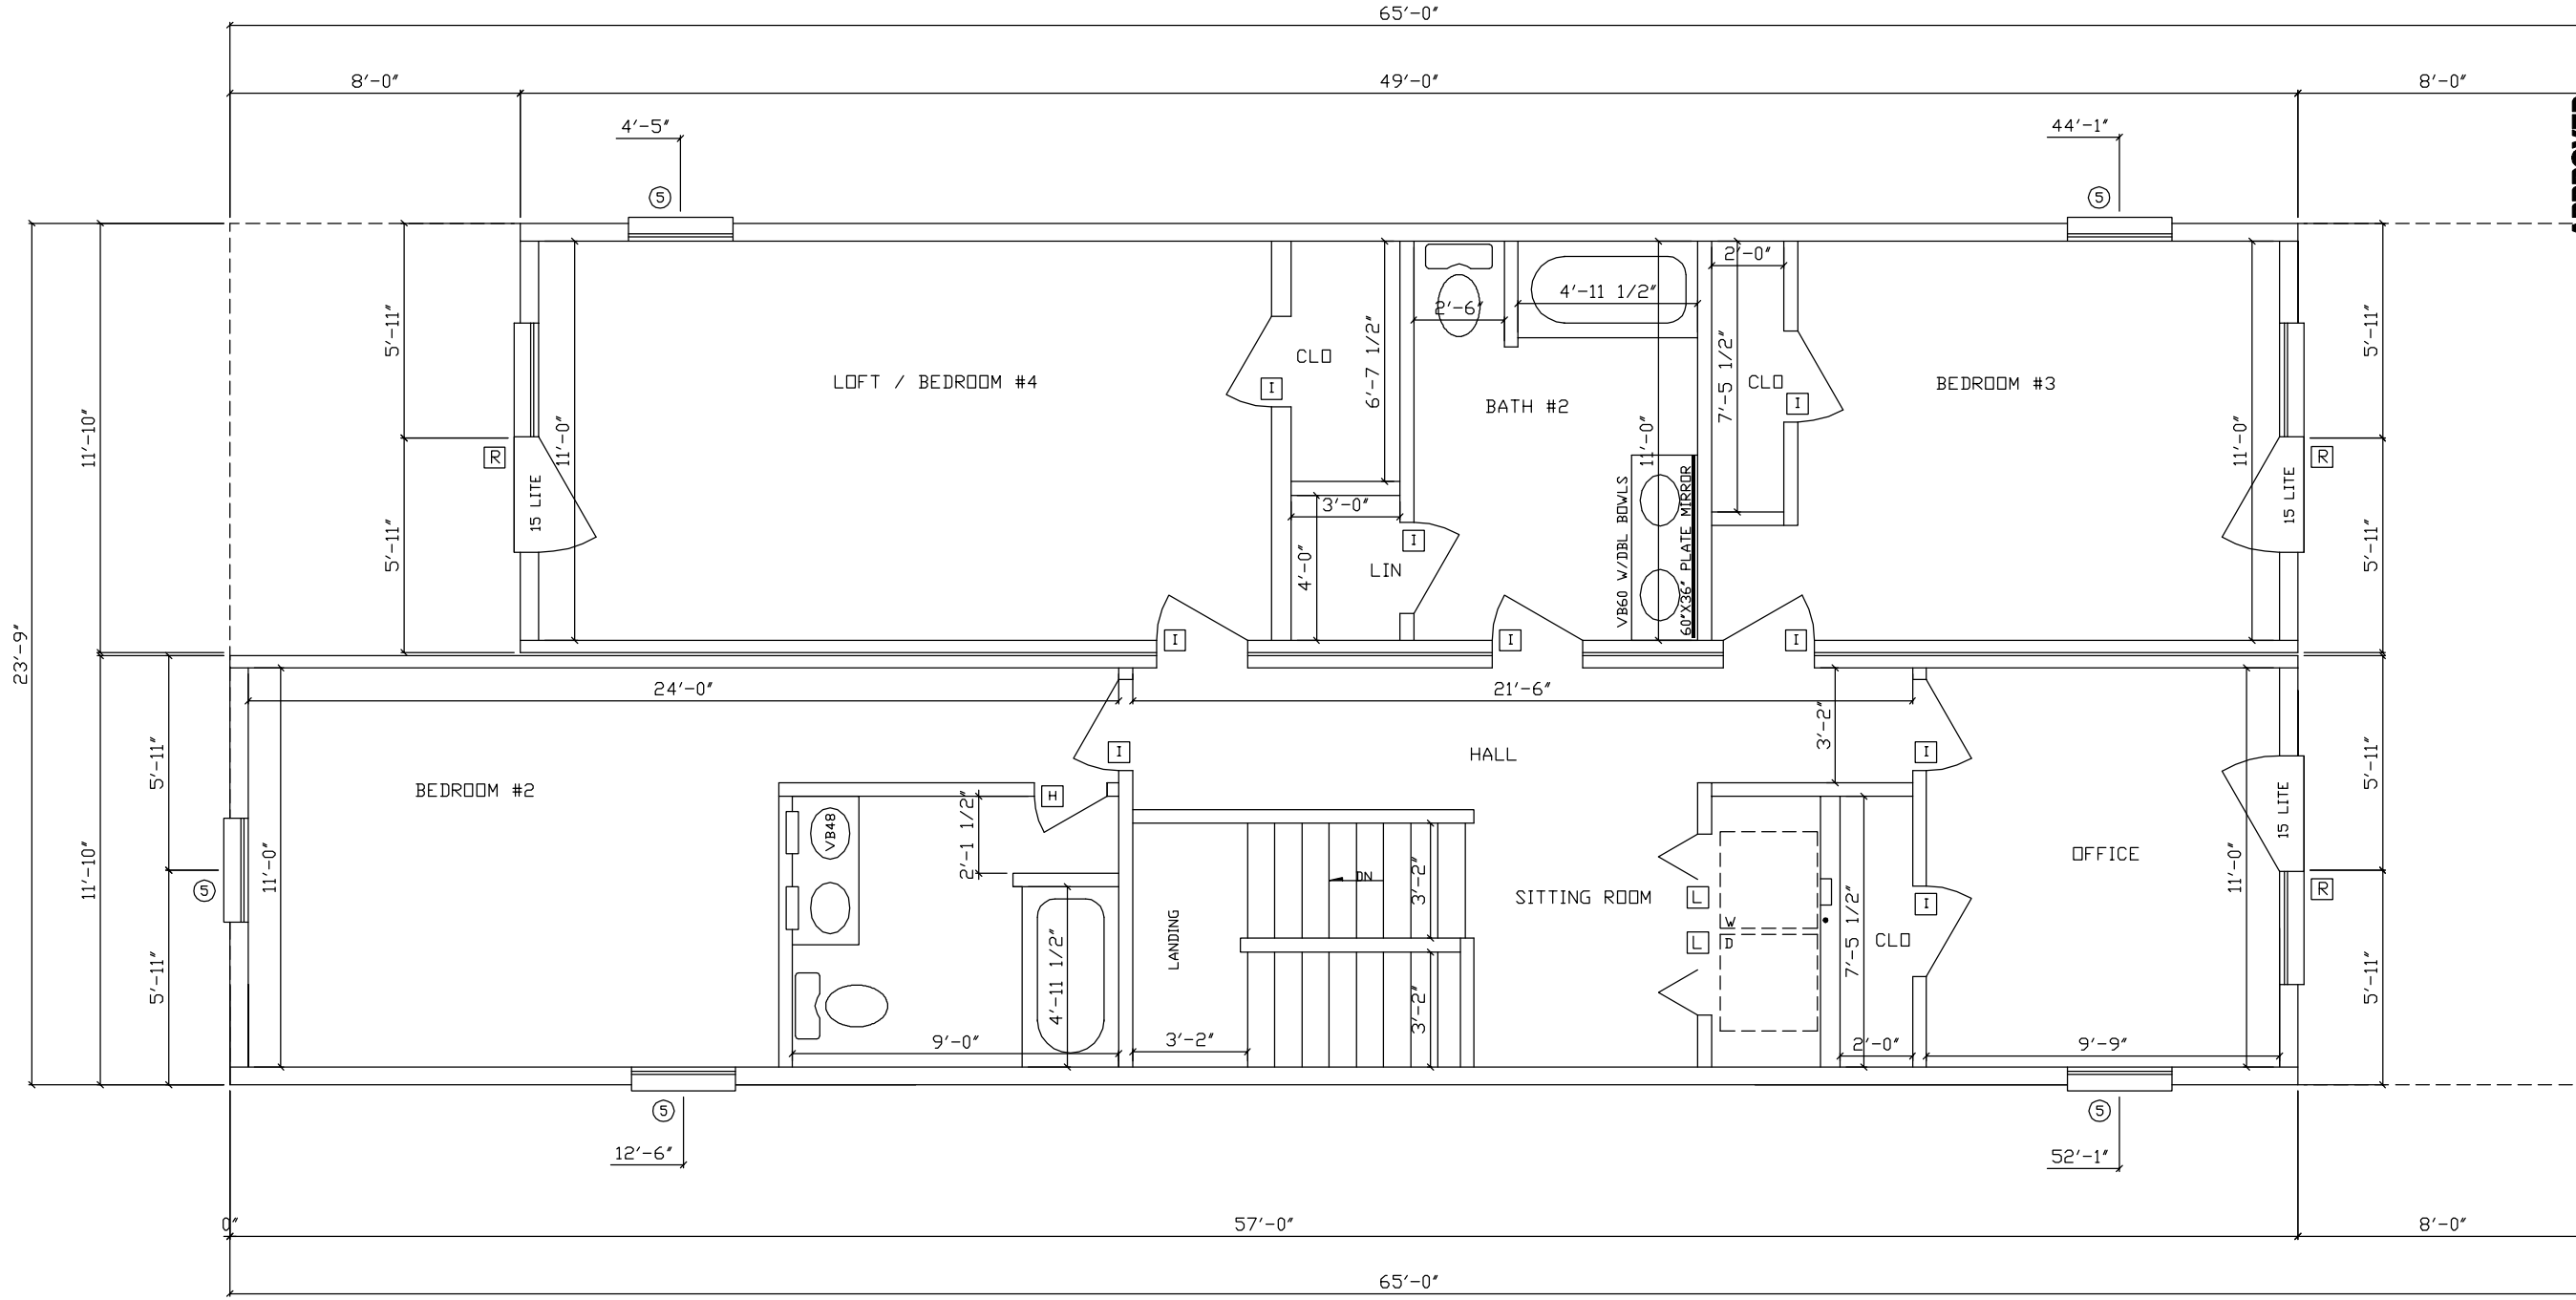 65'-0"
8'-0"
49'-0"
8'-0"
4'-5"
44'-1"
5
5
2'-0"
4'-11 1/2"
2'-6"
5'-11"
6'-7 1/2"
7'-5 1/2"
5'-11"
CLO
I
LOFT / BEDROOM #4
CLO
I
BEDROOM #3
BATH #2
11'-10"
R
11'-0"
11'-0"
11'-0"
R
15 LITE
15 LITE
3'-0"
I
5'-11"
4'-0"
LIN
VB60 W/DBL BOWLS
60"X36" PLATE MIRROR
5'-11"
23'-9"
I
I
I
24'-0"
21'-6"
3'-2"
5'-11"
I
HALL
I
5'-11"
BEDROOM #2
H
2'-1 1/2"
VB48
15 LITE
OFFICE
11'-10"
11'-0"
5
DN
3'-2"
SITTING ROOM
L
W
L
D
7'-5 1/2"
I
CLO
11'-0"
R
LANDING
5'-11"
4'-11 1/2"
3'-2"
5'-11"
9'-0"
3'-2"
2'-0"
9'-9"
5
5
12'-6"
52'-1"
0"
57'-0"
8'-0"
65'-0"